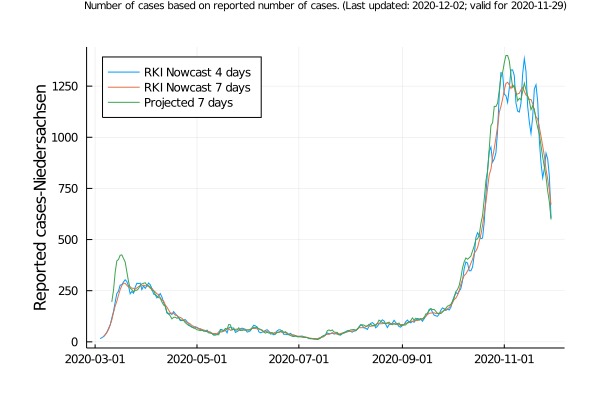 Number of cases based on reported number of cases. (Last updated: 2020-12-02; valid for 2020-11-29)
RKI Nowcast 4 days
RKI Nowcast 7 days
Projected 7 days
Reported cases-Niedersachsen
1250
1000
750
500
250
0
2020-03-01 2020-05-01 2020-07-01 2020-09-01 2020-11-01